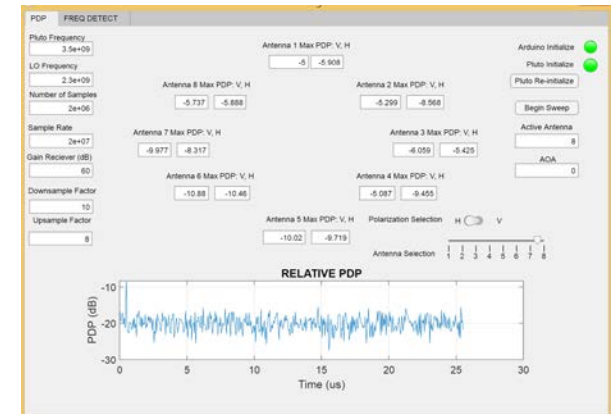 PDP FREQ DETECT
Pluto Frequency
3.5e+09
LO Frequency
2.3e+09
Number of Samples
2e+06
Sample Rate
2e+07
Gain Reciever (dB)
60
Downsample Factor
10
Upsample Factor
8
Antenna 1 Max PDP: V, H
-5 -5.908
Antenna 8 Max PDP: V, H
-5.737 -5.688
Antenna 2 Max PDP: V, H
-5.299 -8.568
Antenna 7 Max PDP: V, H
-9.977 -8.317
Antenna 3 Max PDP: V, H
-6.059 -5.425
Antenna 6 Max PDP: V, H
-10.88 -10.46
Antenna 4 Max PDP: V, H
-5.087 -9.455
Antenna 5 Max PDP: V, H
-10.02 -9.719
Arduino Initialize
Pluto Initialize
Pluto Re-initialize
Begin Sweep
Active Antenna
8
AOA
0
Polarization Selection H V
Antenna Selection
1 2 3 4 5 6 7 8
RELATIVE PDP
PDP (dB)
-10
-20
-30
0 5 10 15 20 25 30
Time (us)